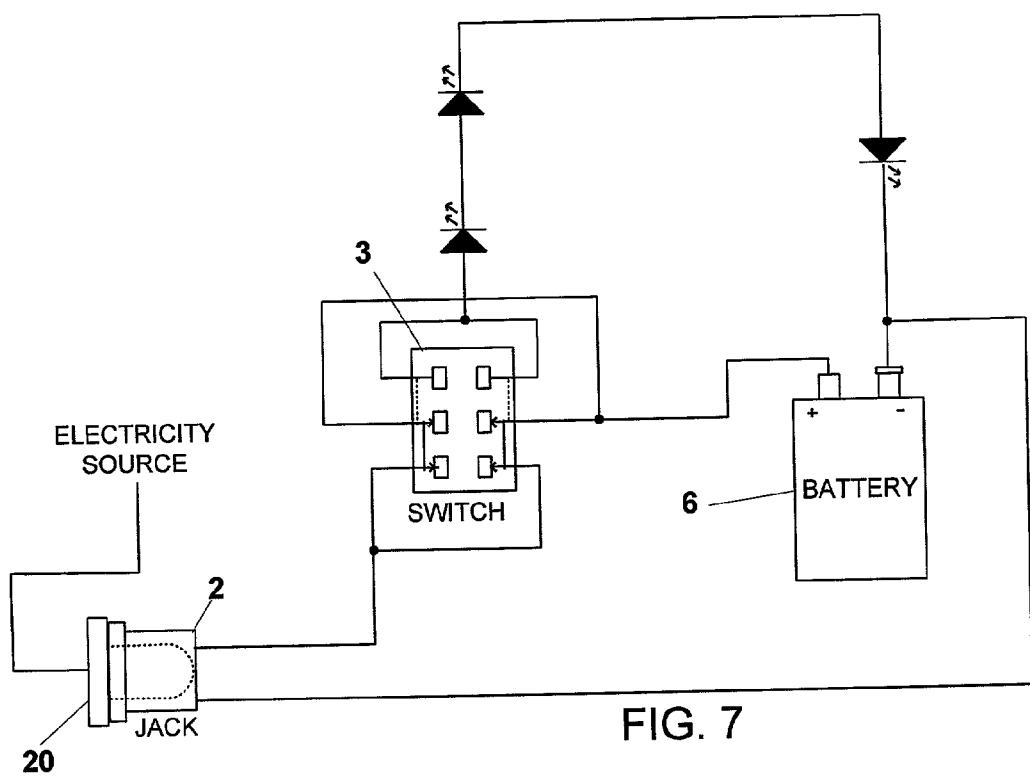 3
ELECTRICITY
SOURCE
+ -
BATTERY
6
SWITCH
2
JACK
20
FIG. 7